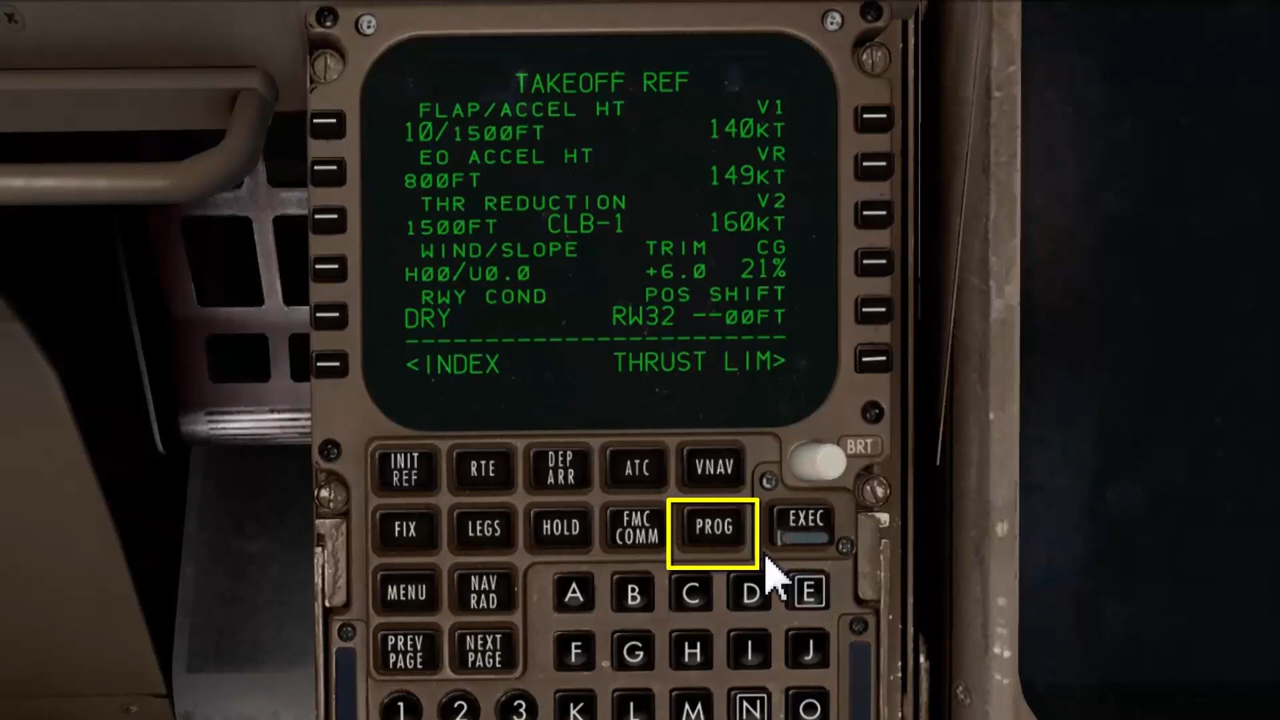 TAKEOFF REF
FLAP/ACCEL HT V1
10/1500FT 140KT
EO ACCEL HT VR
800FT 149KT
THR REDUCTION V2
1500FT CLB-1 160KT
WIND/SLOPE TRIM CG
H00/U0.0 +6.0 21%
RWY COND POS SHIFT
DRY RW32 --00FT
--------------------------------
<INDEX THRUST LIM>
BRT
INIT REF RTE DEP ARR ATC VNAV
FIX LEGS HOLD FMC COMM PROG EXEC
MENU NAV RAD A B C D E
PREV PAGE NEXT PAGE F G H I J
1 2 3 K L M N O